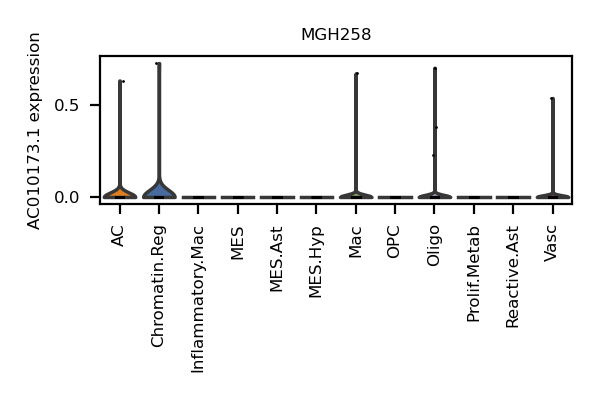 MGH258
AC010173.1 expression
0.5
0.0
AC
Chromatin.Reg
Inflammatory.Mac
MES
MES.Ast
MES.Hyp
Mac
OPC
Oligo
Prolif.Metab
Reactive.Ast
Vasc